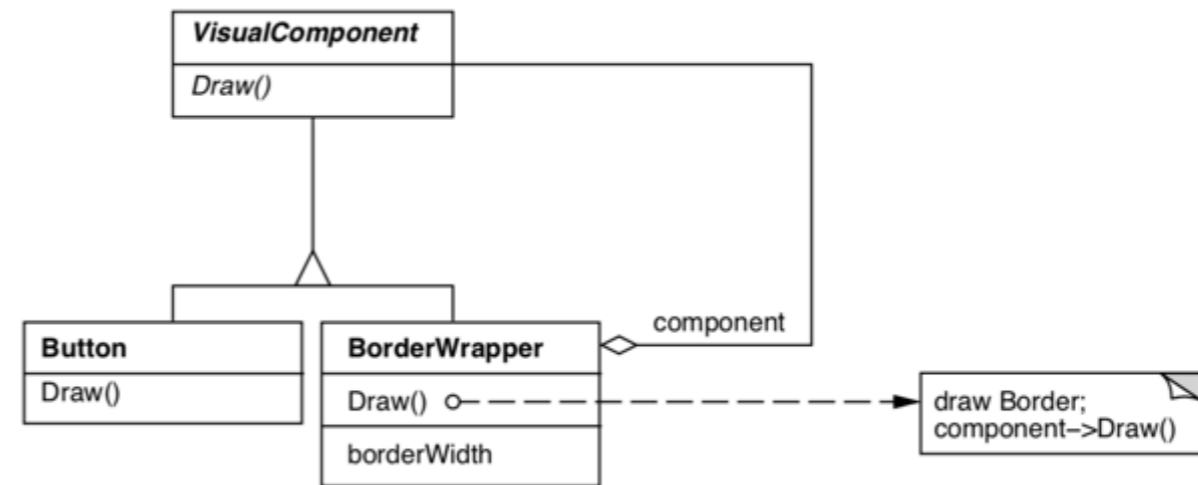 VisualComponent
Draw()
Button
Draw()
BorderWrapper
Draw()
borderWidth
component
draw Border;
component–>Draw()